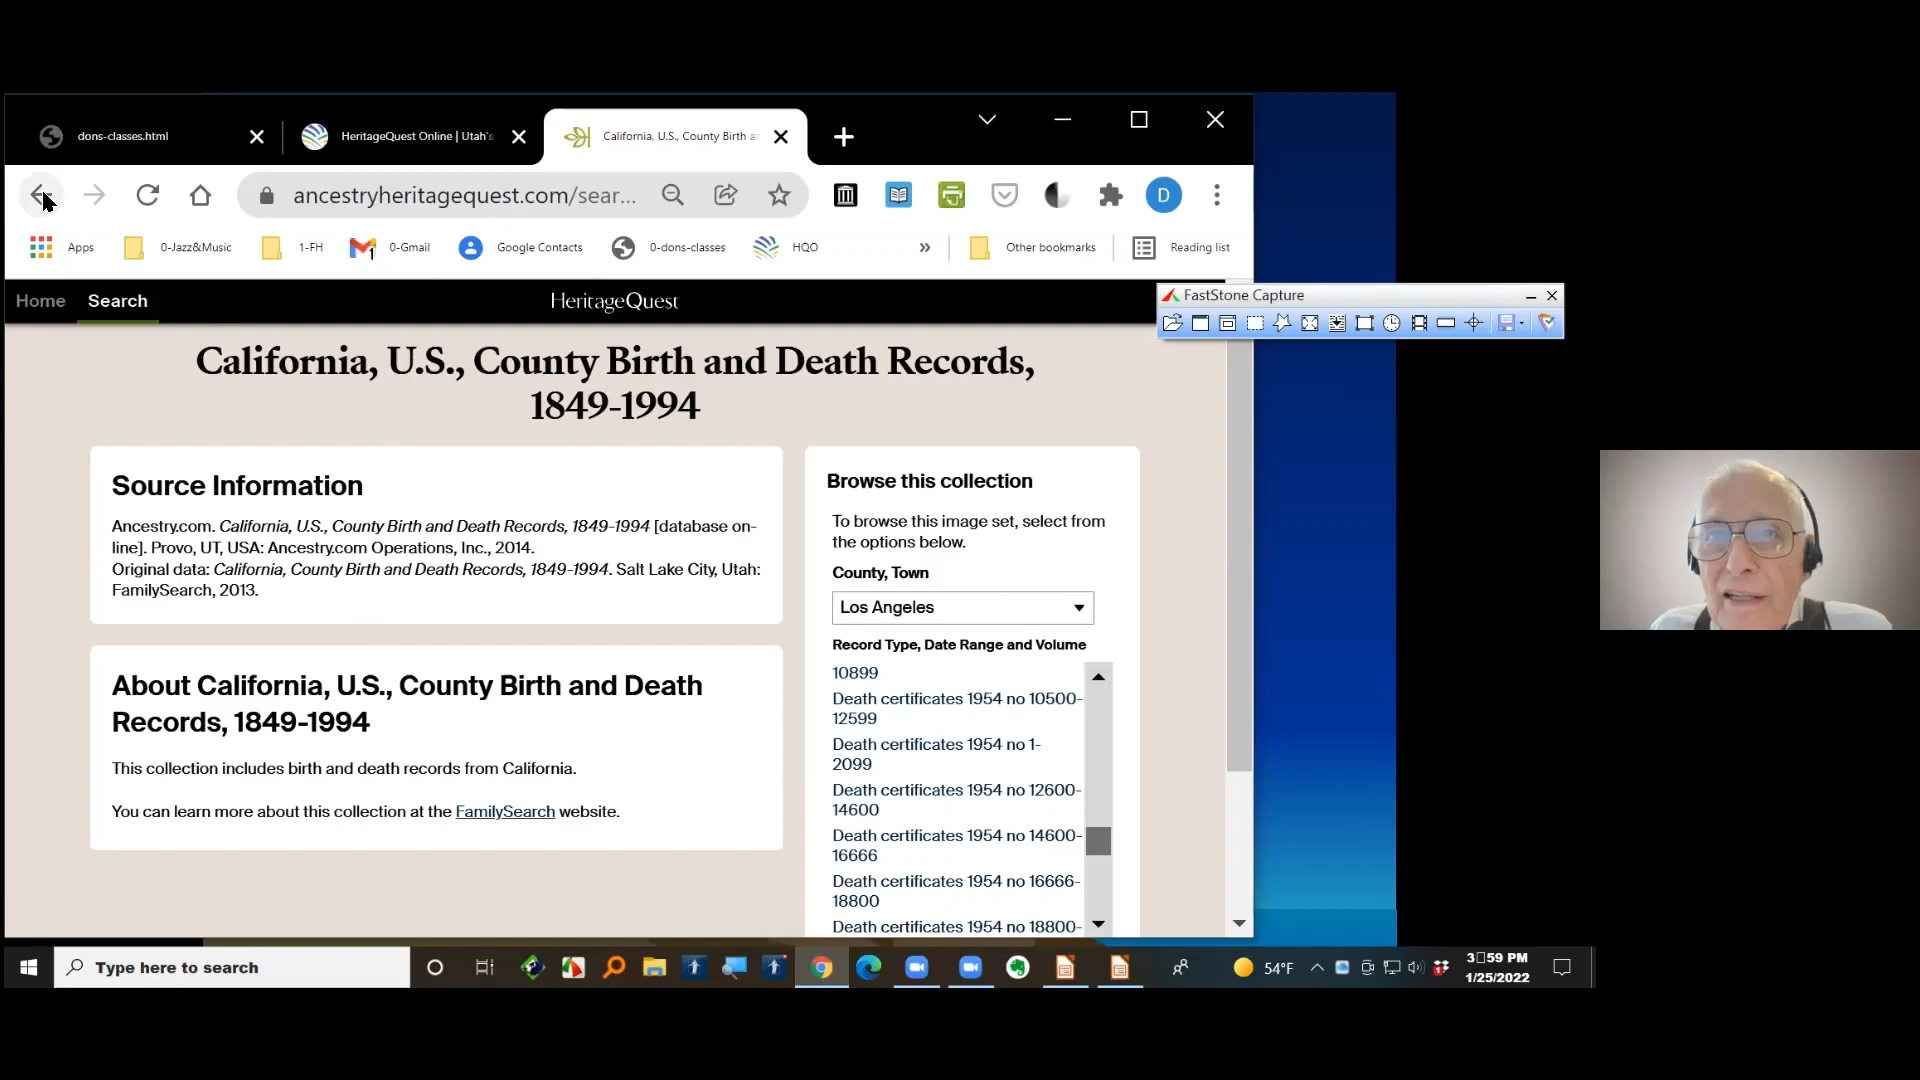 dons-classes.html
HeritageQuest Online | Utah's
California, U.S., County Birth a
ancestryheritagequest.com/sear...
D
Apps
0-Jazz&Music
1-FH
0-Gmail
Google Contacts
0-dons-classes
HQO
»
Other bookmarks
Reading list
Home
Search
HeritageQuest
FastStone Capture
California, U.S., County Birth and Death Records,
1849-1994
Source Information
Ancestry.com. California, U.S., County Birth and Death Records, 1849-1994 [database on-
line]. Provo, UT, USA: Ancestry.com Operations, Inc., 2014.
Original data: California, County Birth and Death Records, 1849-1994. Salt Lake City, Utah:
FamilySearch, 2013.
About California, U.S., County Birth and Death
Records, 1849-1994
This collection includes birth and death records from California.
You can learn more about this collection at the FamilySearch website.
Browse this collection
To browse this image set, select from
the options below.
County, Town
Los Angeles
Record Type, Date Range and Volume
10899
Death certificates 1954 no 10500-
12599
Death certificates 1954 no 1-
2099
Death certificates 1954 no 12600-
14600
Death certificates 1954 no 14600-
16666
Death certificates 1954 no 16666-
18800
Death certificates 1954 no 18800-
Type here to search
54°F
3▯59 PM
1/25/2022